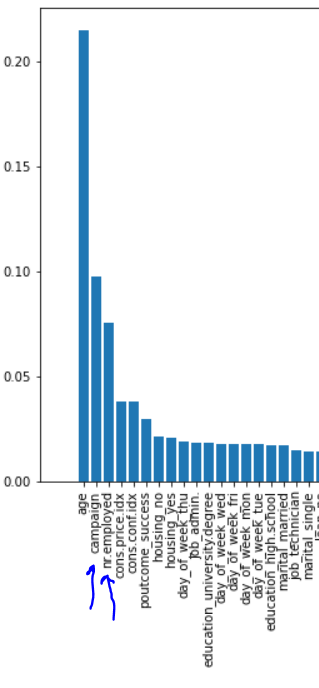 0.20
0.15
0.10
0.05
0.00
age
campaign
nr.employed
cons.price.idx
cons.conf.idx
poutcome_success
housing_no
housing_yes
day_of_week_thu
job_admin.
education_university.degree
day_of_week_wed
day_of_week_fri
day_of_week_mon
day_of_week_tue
education_high.school
marital_married
job_technician
marital_single